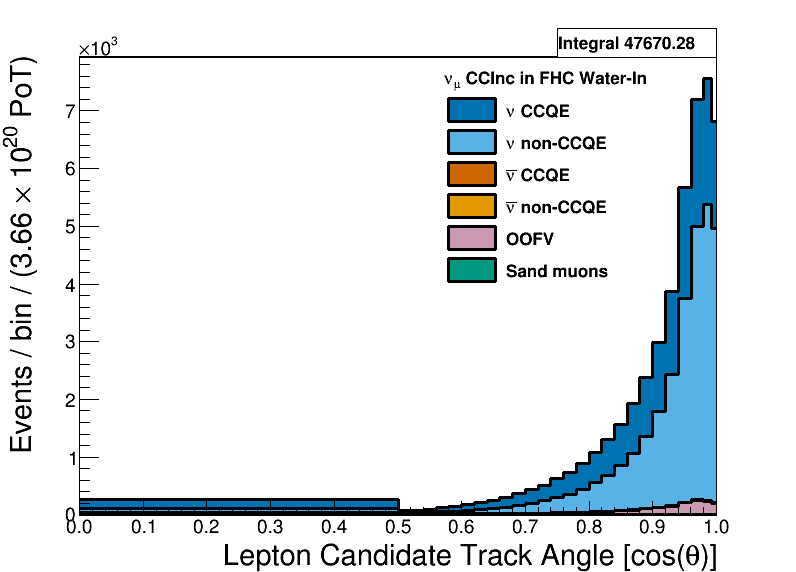 ×10³
Integral 47670.28
ν_μ CCInc in FHC Water-In
ν CCQE
ν non-CCQE
ν̅ CCQE
ν̅ non-CCQE
OOFV
Sand muons
Events / bin / (3.66 × 10²⁰ PoT)
7
6
5
4
3
2
1
0
0.0 0.1 0.2 0.3 0.4 0.5 0.6 0.7 0.8 0.9 1.0
Lepton Candidate Track Angle [cos(θ)]